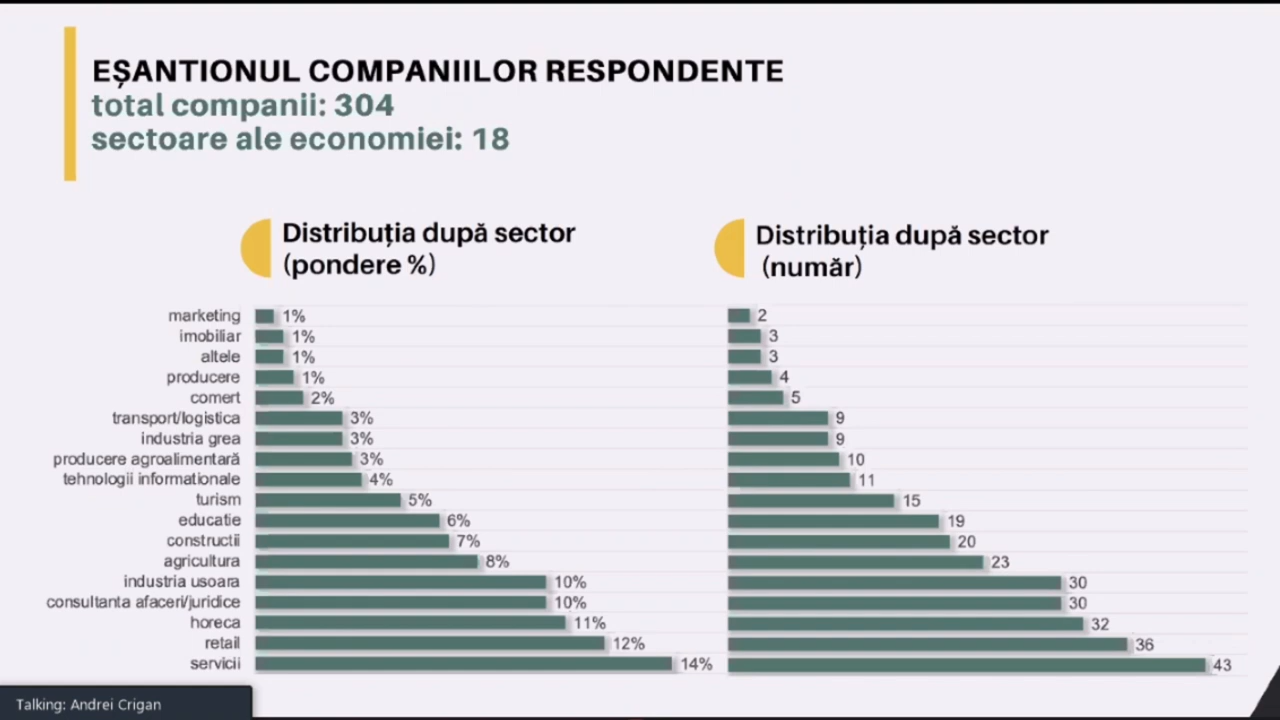 EȘANTIONUL COMPANIILOR RESPONDENTE
total companii: 304
sectoare ale economiei: 18
Distribuția după sector
(pondere %)
marketing 1%
imobiliar 1%
altele 1%
producere 1%
comert 2%
transport/logistica 3%
industria grea 3%
producere agroalimentară 3%
tehnologii informationale 4%
turism 5%
educatie 6%
constructii 7%
agricultura 8%
industria usoara 10%
consultanta afaceri/juridice 10%
horeca 11%
retail 12%
servicii 14%
Distribuția după sector
(număr)
2
3
3
4
5
9
9
10
11
15
19
20
23
30
30
32
36
43
Talking: Andrei Crigan